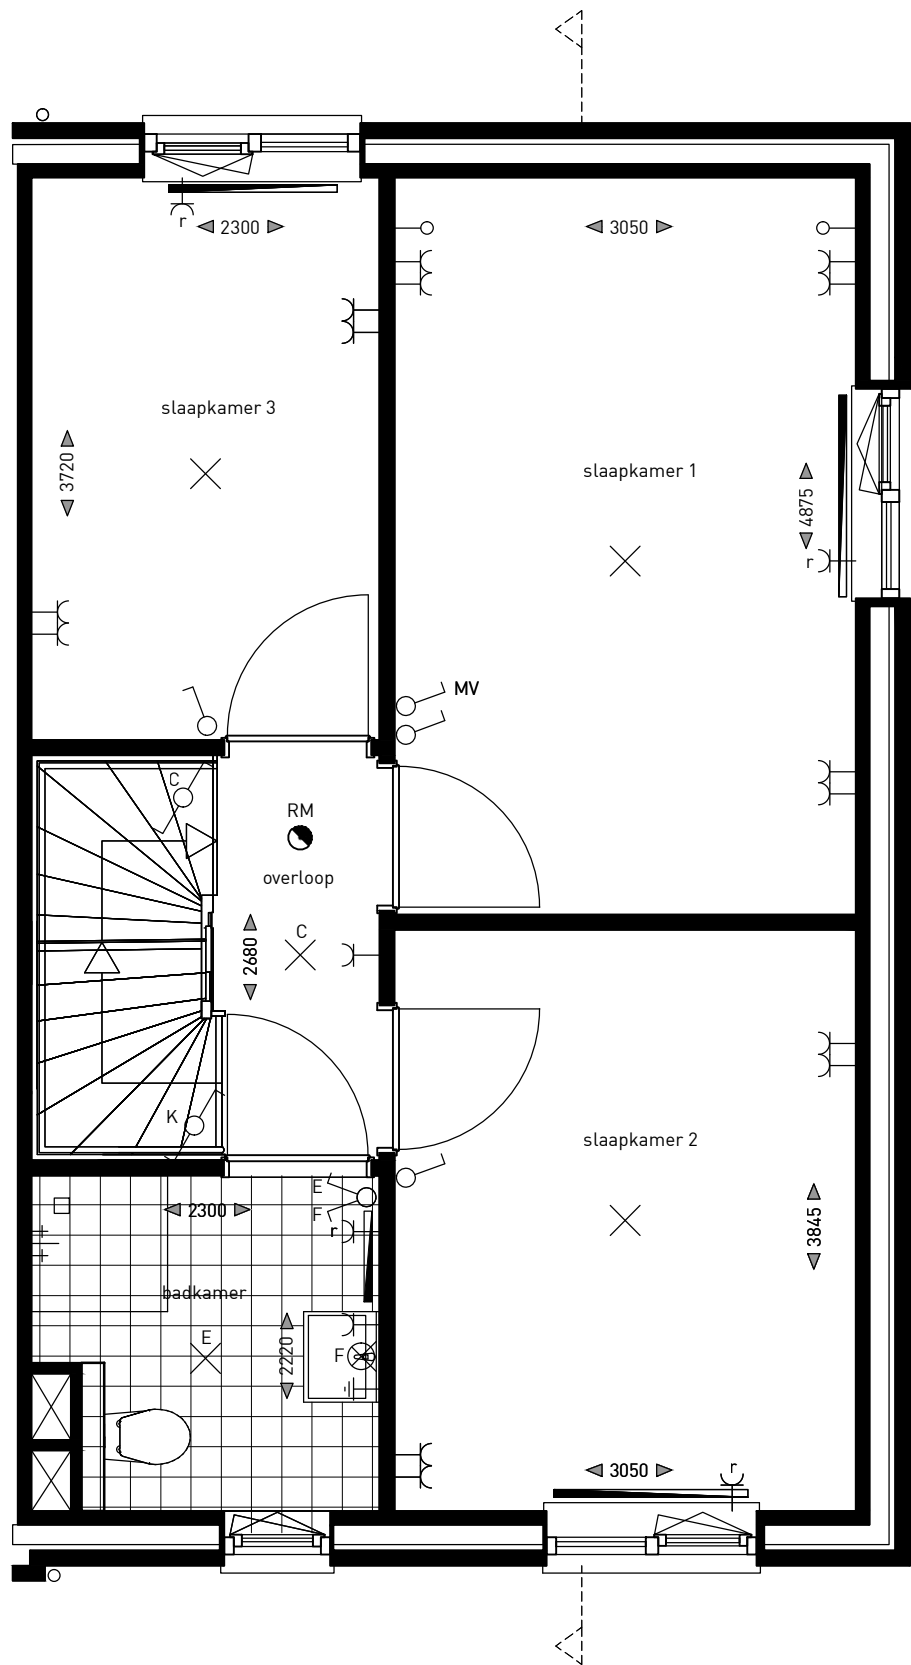 r
2300
3050
slaapkamer 3
3720
slaapkamer 1
4875
r
MV
C
RM
overloop
C
2680
K
slaapkamer 2
E
F
2300
r
3845
badkamer
E
2220
F
3050
r